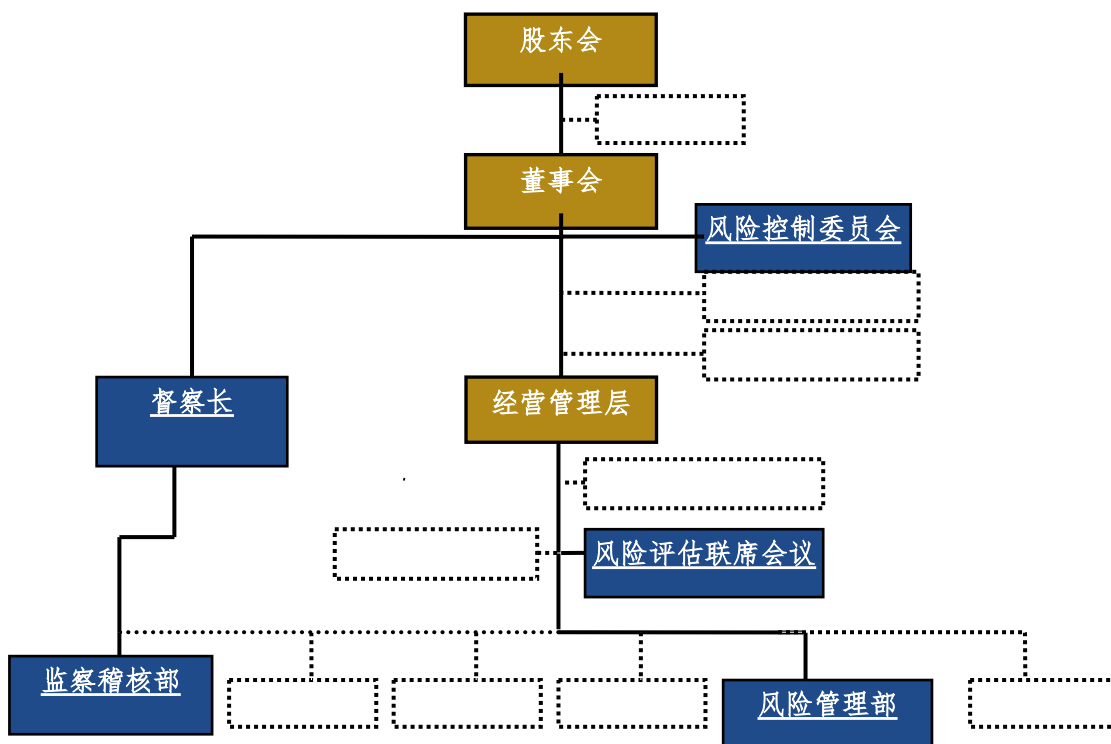 股东会
董事会
风险控制委员会
督察长
经营管理层
风险评估联席会议
监察稽核部
风险管理部